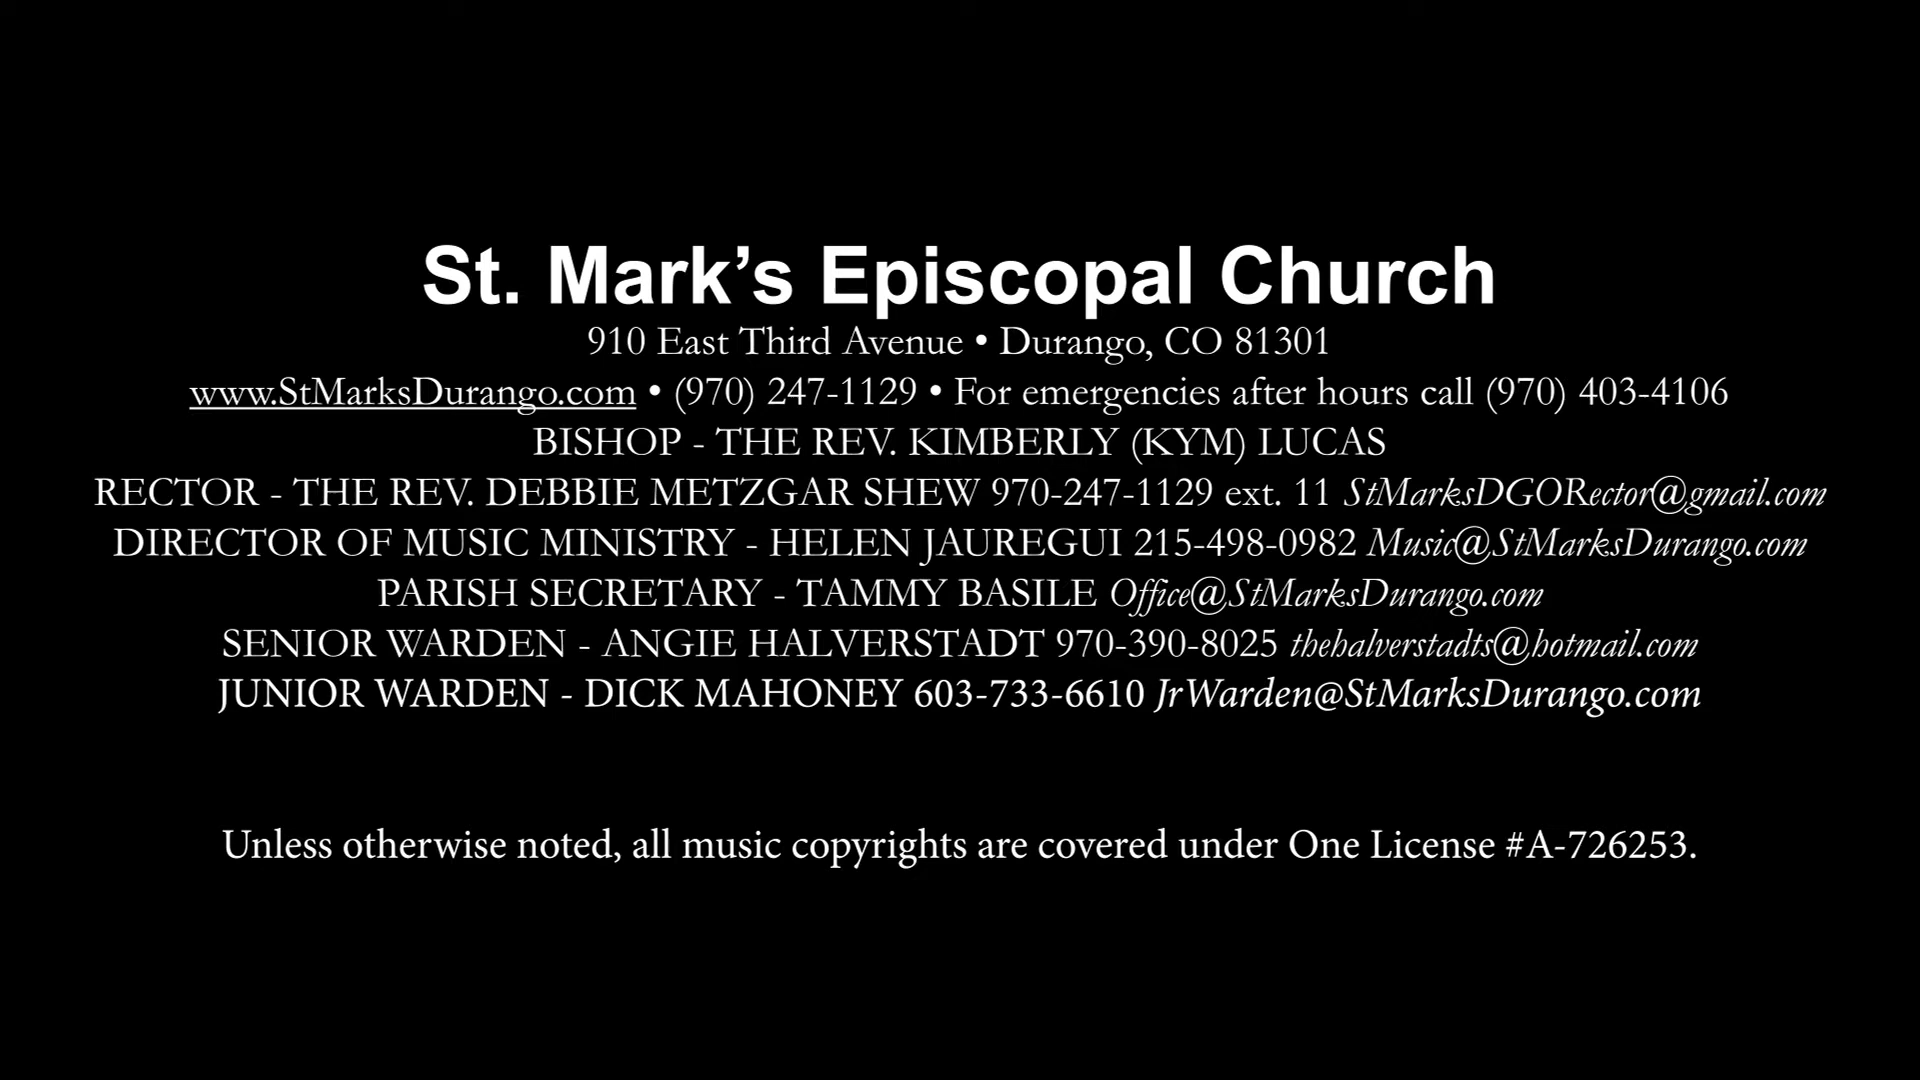 St. Mark’s Episcopal Church
910 East Third Avenue • Durango, CO 81301
www.StMarksDurango.com • (970) 247-1129 • For emergencies after hours call (970) 403-4106
BISHOP - THE REV. KIMBERLY (KYM) LUCAS
RECTOR - THE REV. DEBBIE METZGAR SHEW 970-247-1129 ext. 11 StMarksDGORector@gmail.com
DIRECTOR OF MUSIC MINISTRY - HELEN JAUREGUI 215-498-0982 Music@StMarksDurango.com
PARISH SECRETARY - TAMMY BASILE Office@StMarksDurango.com
SENIOR WARDEN - ANGIE HALVERSTADT 970-390-8025 thehalverstadts@hotmail.com
JUNIOR WARDEN - DICK MAHONEY 603-733-6610 JrWarden@StMarksDurango.com
Unless otherwise noted, all music copyrights are covered under One License #A-726253.